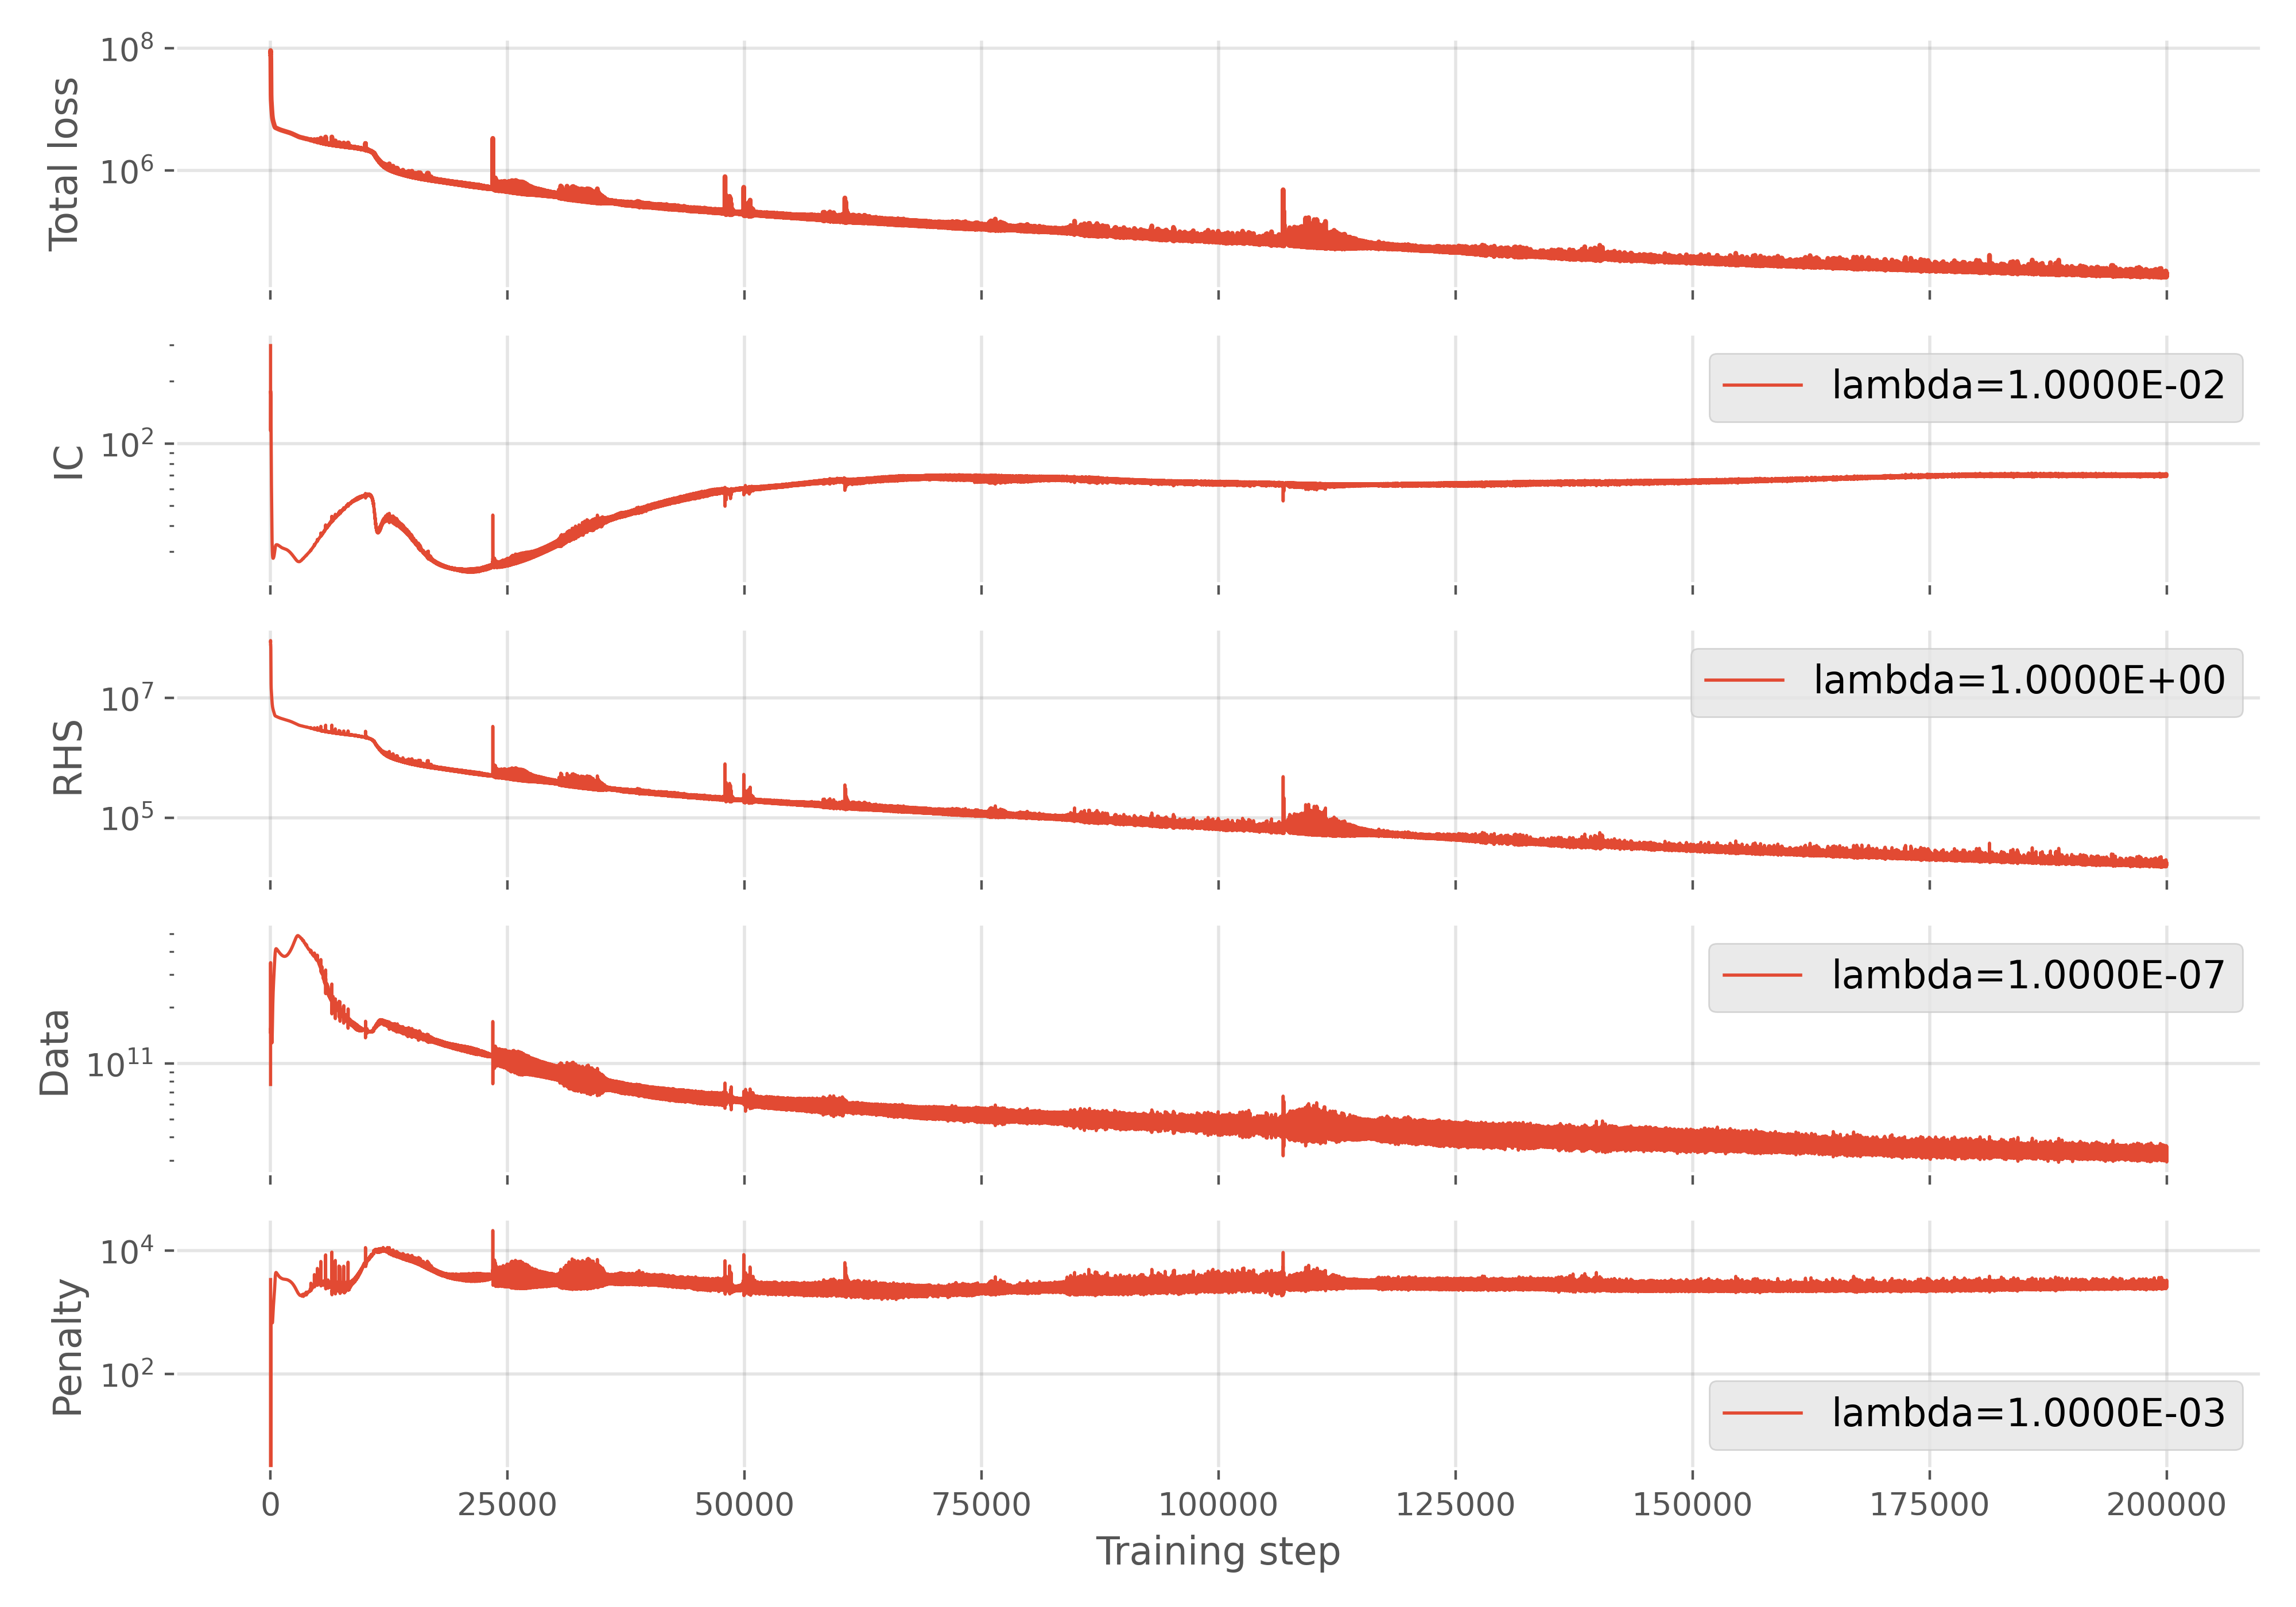 Total loss
10^8
10^6
IC
10^2
lambda=1.0000E-02
RHS
10^7
10^5
lambda=1.0000E+00
Data
10^11
lambda=1.0000E-07
Penalty
10^4
10^2
lambda=1.0000E-03
0 25000 50000 75000 100000 125000 150000 175000 200000
Training step